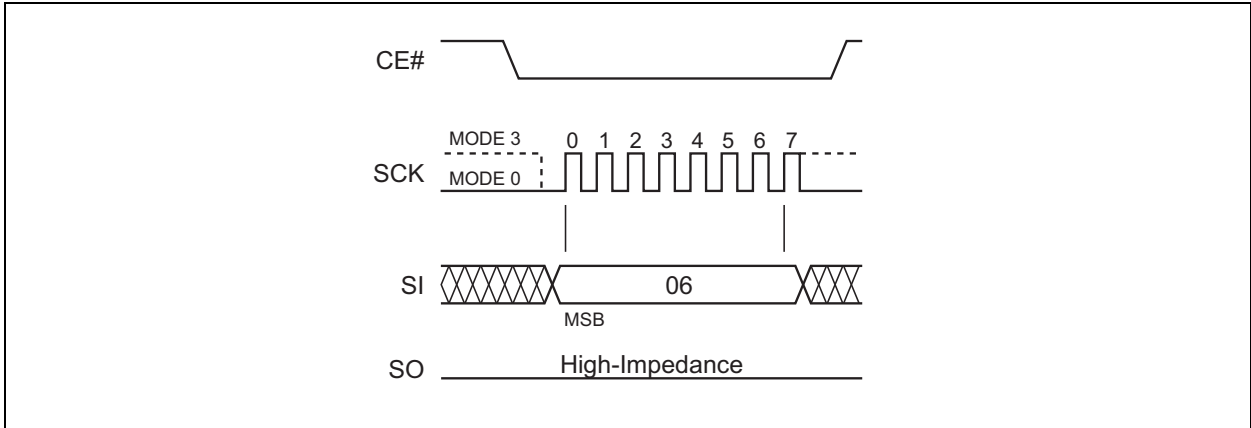 CE#
MODE 3
0 1 2 3 4 5 6 7
SCK
MODE 0
SI
06
MSB
SO
High-Impedance